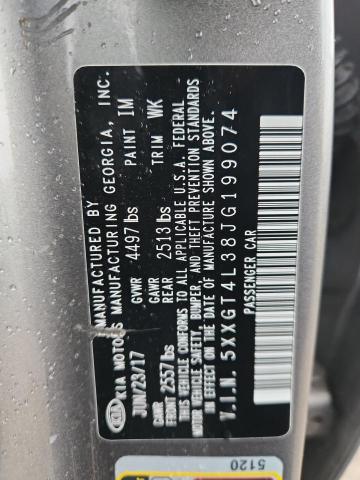 MANUFACTURED BY
KIA KIA MOTORS MANUFACTURING GEORGIA, INC.
JUN/23/17 GVWR 4497 lbs PAINT IM
GAWR FRONT 2557 lbs GAWR REAR 2513 lbs TRIM WK
THIS VEHICLE CONFORMS TO ALL APPLICABLE U.S.A. FEDERAL
MOTOR VEHICLE SAFETY, BUMPER, AND THEFT PREVENTION STANDARDS
IN EFFECT ON THE DATE OF MANUFACTURE SHOWN ABOVE.
V.I.N. 5XXGT4L38JG199074
PASSENGER CAR
5120